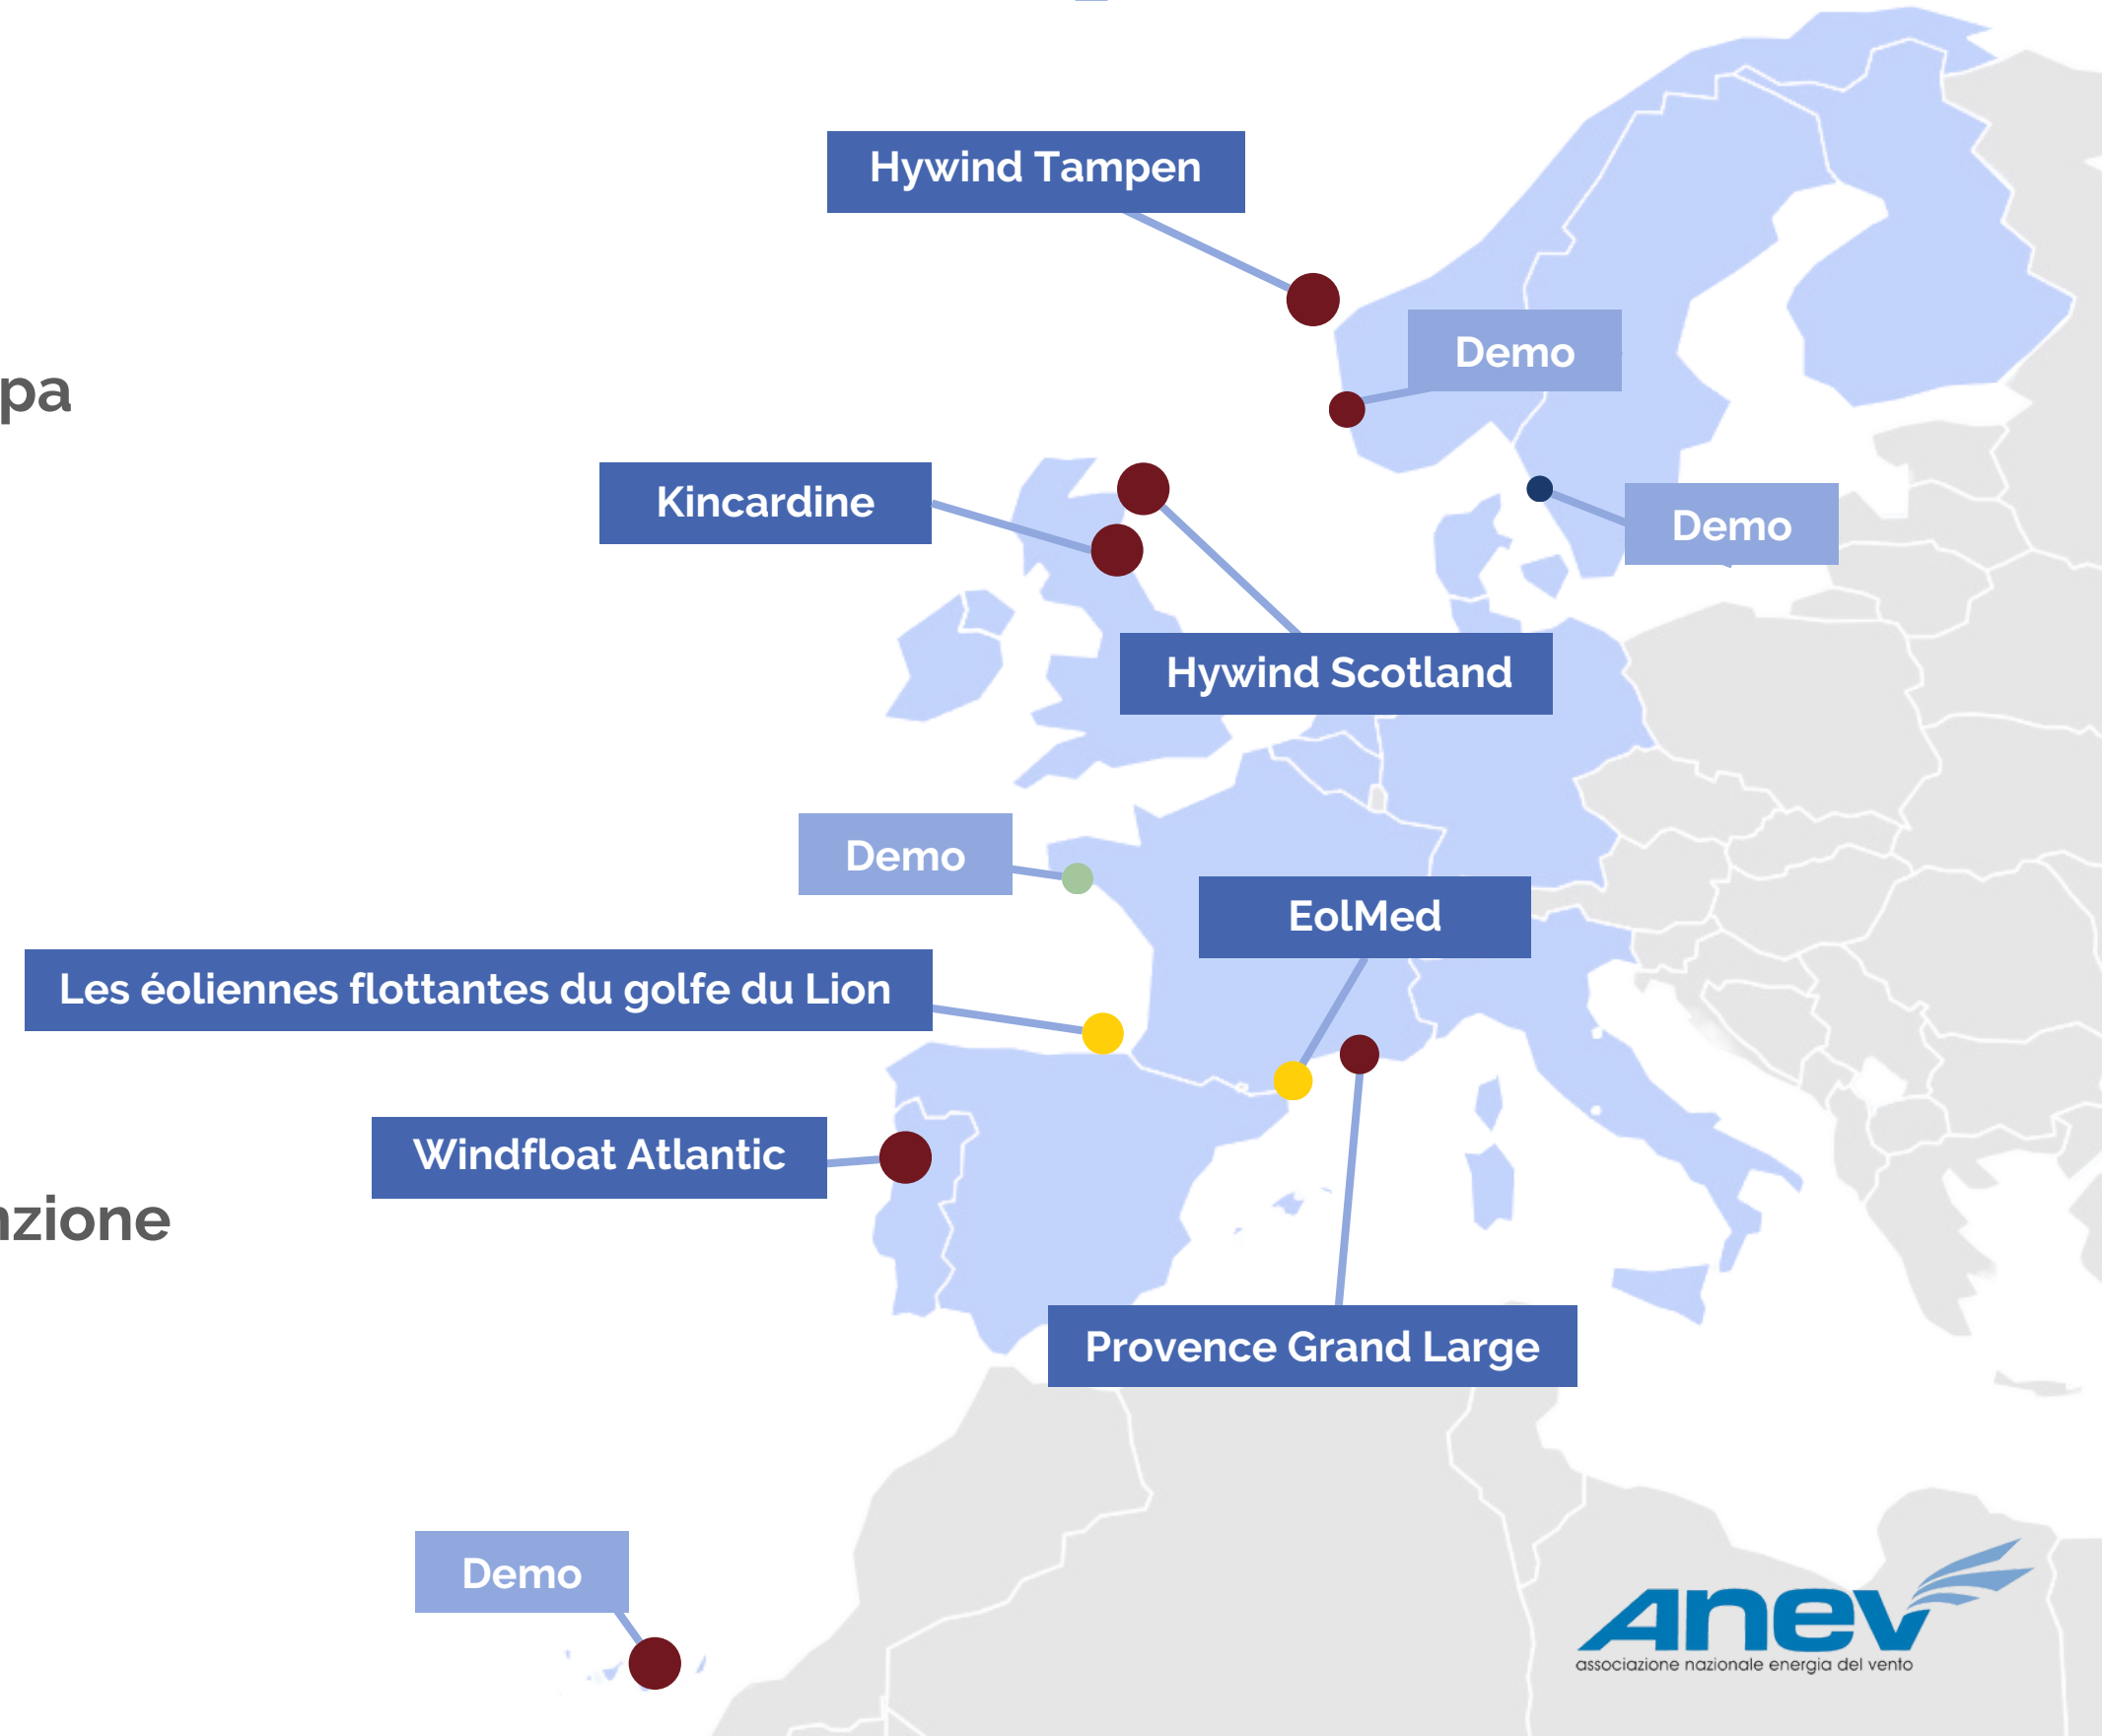 Hywind Tampen
Demo
pa
Kincardine
Demo
Hywind Scotland
Demo
EolMed
Les éoliennes flottantes du golfe du Lion
Windfloat Atlantic
nzione
Provence Grand Large
Demo
Anev
associazione nazionale energia del vento